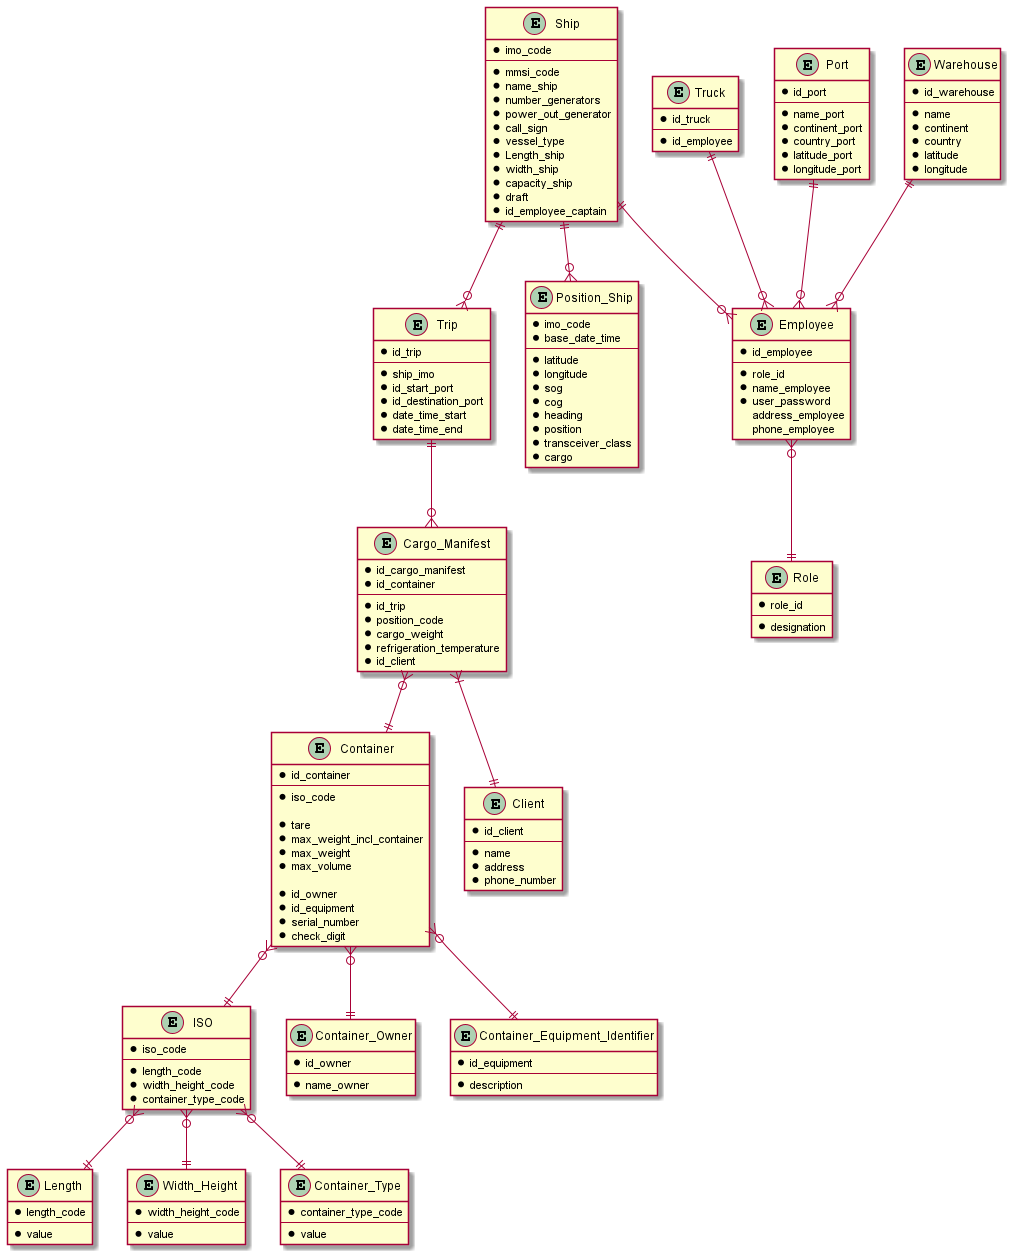 E Ship
imo_code
mmsi_code
name_ship
number_generators
power_out_generator
call_sign
vessel_type
Length_ship
width_ship
capacity_ship
draft
id_employee_captain
E Truck
id_truck
id_employee
E Port
id_port
name_port
continent_port
country_port
latitude_port
longitude_port
E Warehouse
id_warehouse
name
continent
country
latitude
longitude
E Trip
id_trip
ship_imo
id_start_port
id_destination_port
date_time_start
date_time_end
E Position_Ship
imo_code
base_date_time
latitude
longitude
sog
cog
heading
position
transceiver_class
cargo
E Employee
id_employee
role_id
name_employee
user_password
address_employee
phone_employee
E Cargo_Manifest
id_cargo_manifest
id_container
id_trip
position_code
cargo_weight
refrigeration_temperature
id_client
E Role
role_id
designation
E Container
id_container
iso_code
tare
max_weight_incl_container
max_weight
max_volume
id_owner
id_equipment
serial_number
check_digit
E Client
id_client
name
address
phone_number
E ISO
iso_code
length_code
width_height_code
container_type_code
E Container_Owner
id_owner
name_owner
E Container_Equipment_Identifier
id_equipment
description
E Length
length_code
value
E Width_Height
width_height_code
value
E Container_Type
container_type_code
value